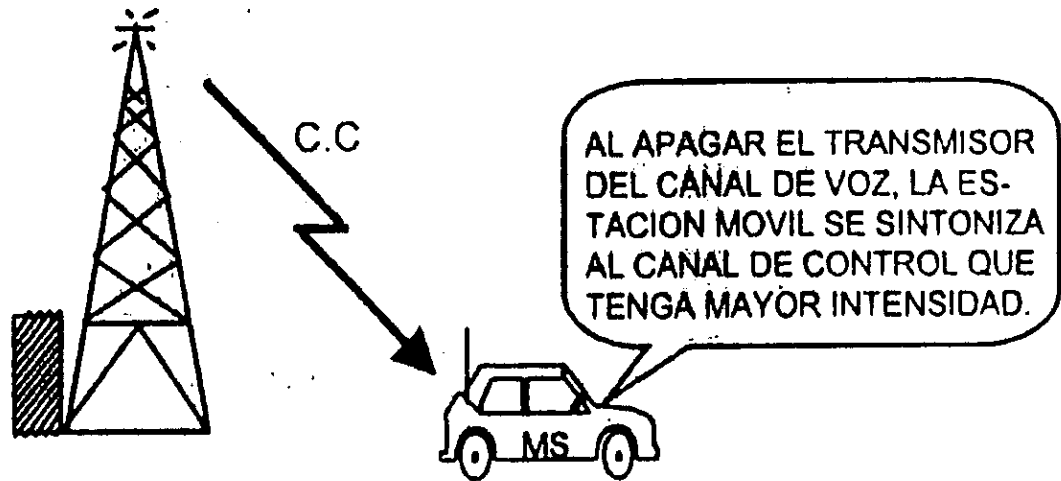 C.C
AL APAGAR EL TRANSMISOR
DEL CANAL DE VOZ, LA ES-
TACION MOVIL SE SINTONIZA
AL CANAL DE CONTROL QUE
TENGA MAYOR INTENSIDAD.
MS